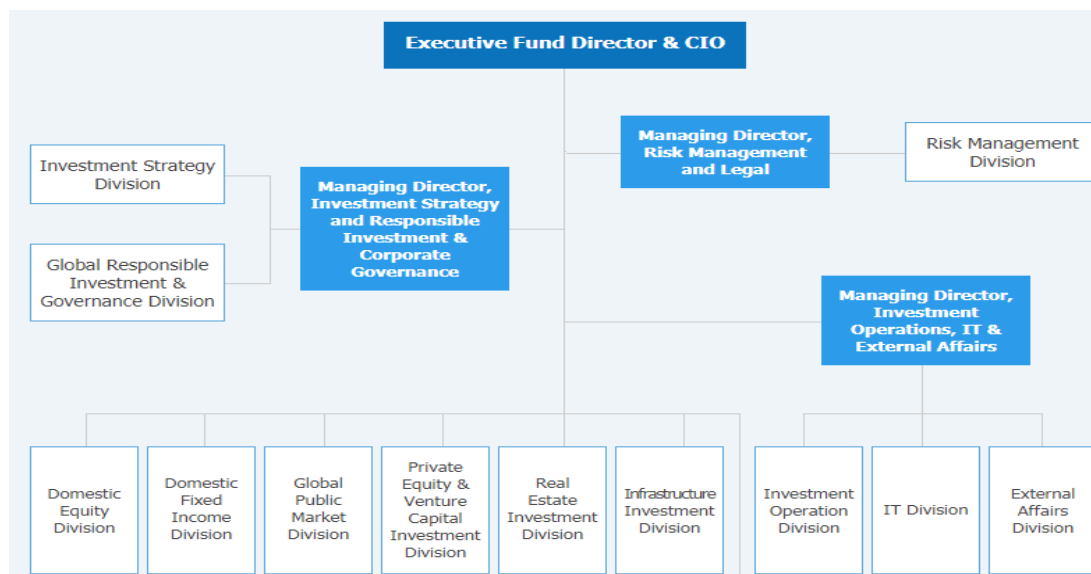 Executive Fund Director & CIO
Managing Director,
Risk Management
and Legal
Risk Management
Division
Investment Strategy
Division
Managing Director,
Investment Strategy
and Responsible
Investment &
Corporate
Governance
Global Responsible
Investment &
Governance Division
Managing Director,
Investment
Operations, IT &
External Affairs
Domestic
Equity
Division
Domestic
Fixed
Income
Division
Global
Public
Market
Division
Private
Equity &
Venture
Capital
Investment
Division
Real
Estate
Investment
Division
Infrastructure
Investment
Division
Investment
Operation
Division
IT Division
External
Affairs
Division